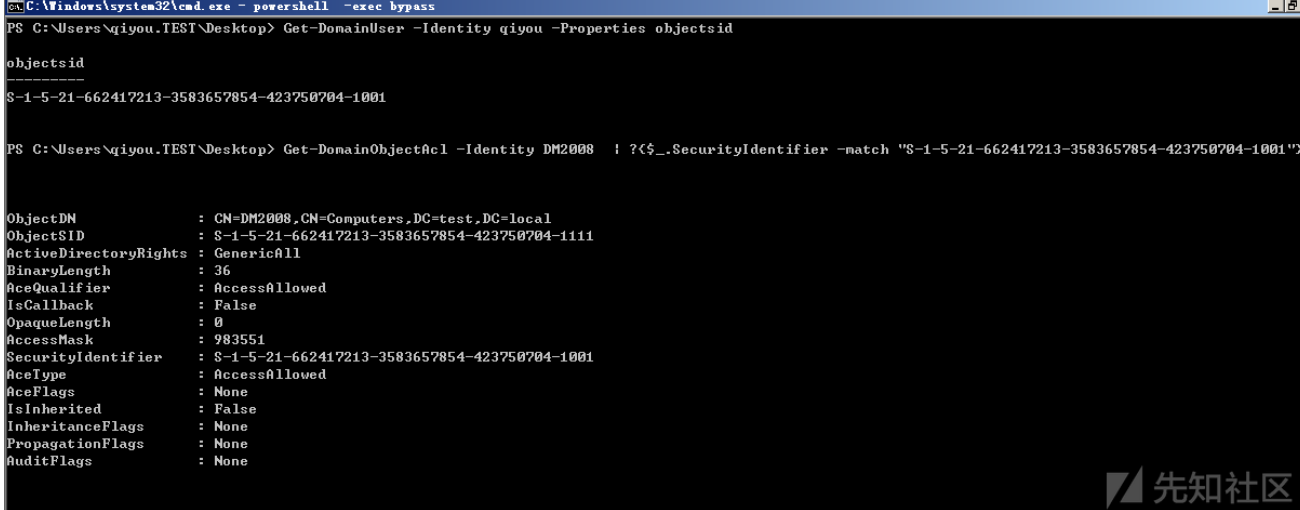 C:\Windows\system32\cmd.exe - powershell -exec bypass
PS C:\Users\qiyou.TEST\Desktop> Get-DomainUser -Identity qiyou -Properties objectsid
objectsid
---------
S-1-5-21-662417213-3583657854-423750704-1001
PS C:\Users\qiyou.TEST\Desktop> Get-DomainObjectAcl -Identity DM2008  | ?{$_.SecurityIdentifier -match "S-1-5-21-662417213-3583657854-423750704-1001"}
ObjectDN              : CN=DM2008,CN=Computers,DC=test,DC=local
ObjectSID             : S-1-5-21-662417213-3583657854-423750704-1111
ActiveDirectoryRights : GenericAll
BinaryLength          : 36
AceQualifier          : AccessAllowed
IsCallback            : False
OpaqueLength          : 0
AccessMask            : 983551
SecurityIdentifier    : S-1-5-21-662417213-3583657854-423750704-1001
AceType               : AccessAllowed
AceFlags              : None
IsInherited           : False
InheritanceFlags      : None
PropagationFlags      : None
AuditFlags            : None
先知社区